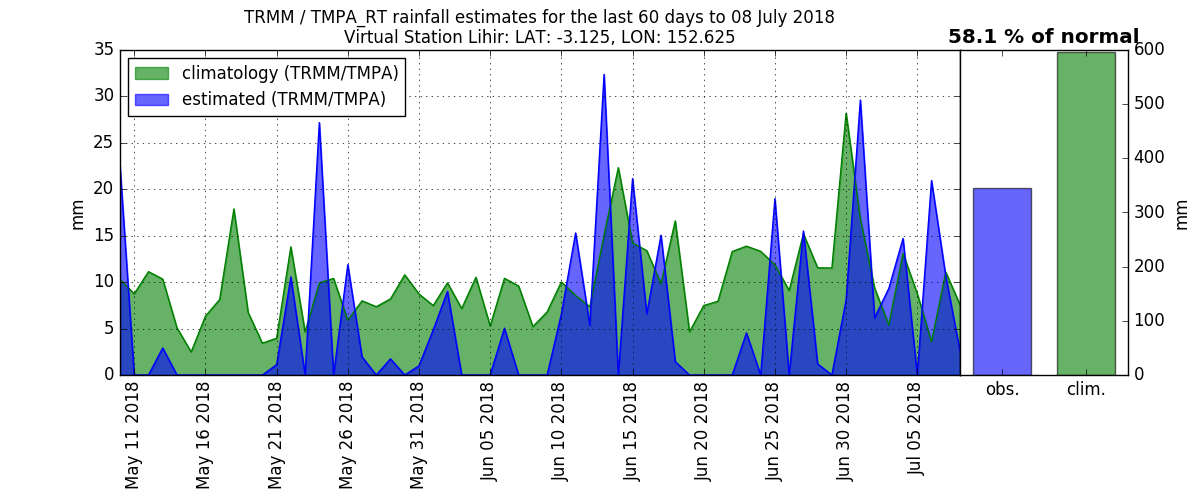 TRMM / TMPA_RT rainfall estimates for the last 60 days to 08 July 2018
Virtual Station Lihir: LAT: -3.125, LON: 152.625
58.1 % of normal
climatology (TRMM/TMPA)
estimated (TRMM/TMPA)
mm
35
30
25
20
15
10
5
0
May 11 2018
May 16 2018
May 21 2018
May 26 2018
May 31 2018
Jun 05 2018
Jun 10 2018
Jun 15 2018
Jun 20 2018
Jun 25 2018
Jun 30 2018
Jul 05 2018
obs.
clim.
600
500
400
300
200
100
0
mm